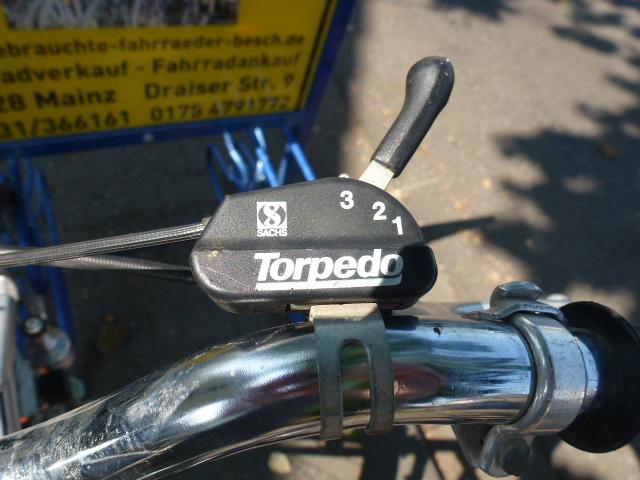 ebrauchte-fahrraeder-besch.de
adverkauf - Fahrradankauf
28 Mainz Draiser Str. 9
31/366161 0175 4791772
3
2
1
S
SACHS
Torpedo